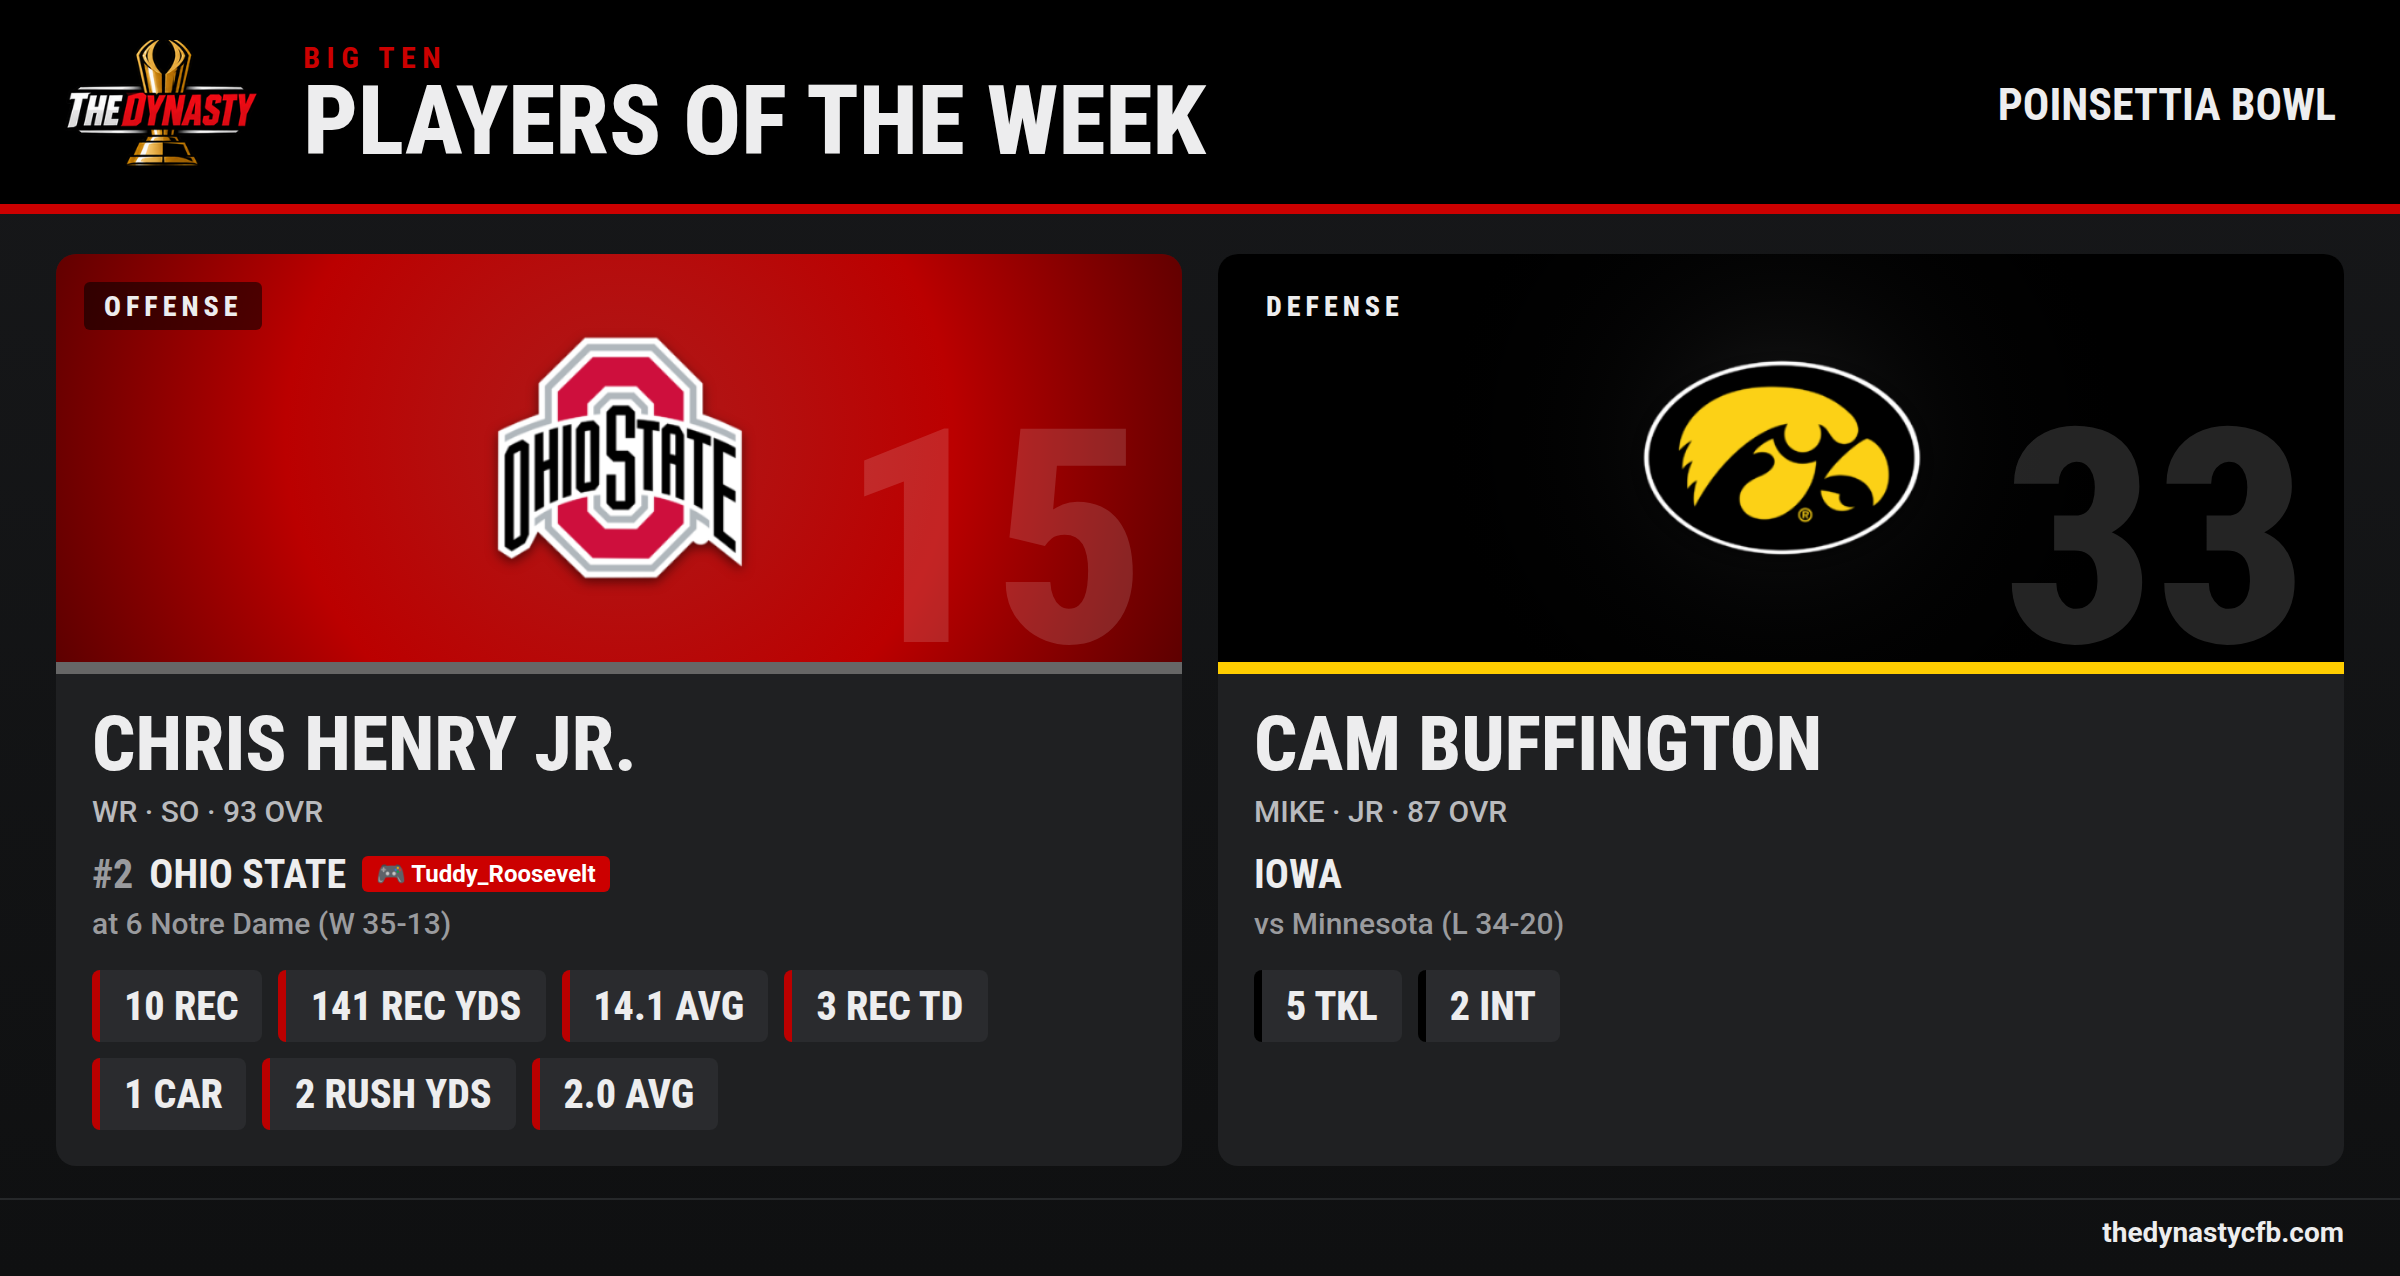 THE DYNASTY
BIG TEN
PLAYERS OF THE WEEK
POINSETTIA BOWL
OFFENSE
OHIO STATE
15
CHRIS HENRY JR.
WR · SO · 93 OVR
#2 OHIO STATE 🎮 Tuddy_Roosevelt
at 6 Notre Dame (W 35-13)
10 REC
141 REC YDS
14.1 AVG
3 REC TD
1 CAR
2 RUSH YDS
2.0 AVG
DEFENSE
®
33
CAM BUFFINGTON
MIKE · JR · 87 OVR
IOWA
vs Minnesota (L 34-20)
5 TKL
2 INT
thedynastycfb.com